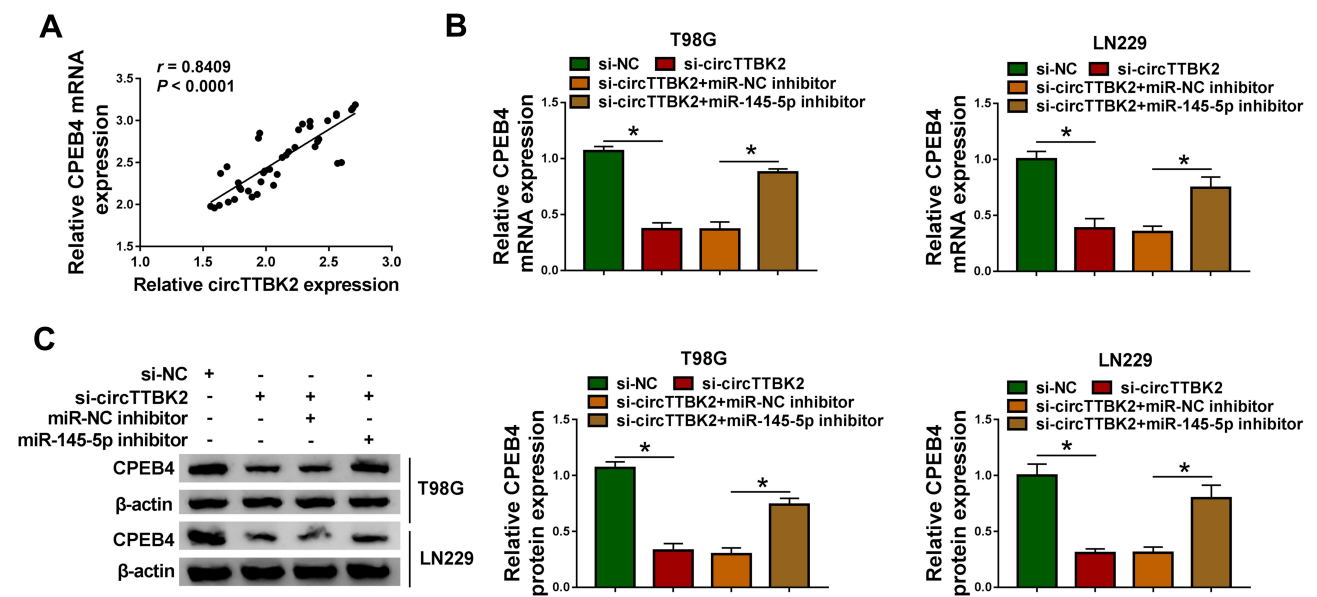 A
r = 0.8409
P < 0.0001
Relative CPEB4 mRNA
expression
3.5
3.0
2.5
2.0
1.5
1.0 1.5 2.0 2.5 3.0
Relative circTTBK2 expression
B
T98G
si-NC si-circTTBK2
si-circTTBK2+miR-NC inhibitor
si-circTTBK2+miR-145-5p inhibitor
Relative CPEB4
mRNA expression
1.5
1.0
0.5
0.0
* *
LN229
si-NC si-circTTBK2
si-circTTBK2+miR-NC inhibitor
si-circTTBK2+miR-145-5p inhibitor
Relative CPEB4
mRNA expression
1.5
1.0
0.5
0.0
* *
C
si-NC + - - -
si-circTTBK2 - + + +
miR-NC inhibitor - - + -
miR-145-5p inhibitor - - - +
CPEB4
β-actin
T98G
CPEB4
β-actin
LN229
T98G
si-NC si-circTTBK2
si-circTTBK2+miR-NC inhibitor
si-circTTBK2+miR-145-5p inhibitor
Relative CPEB4
protein expression
1.5
1.0
0.5
0.0
* *
LN229
si-NC si-circTTBK2
si-circTTBK2+miR-NC inhibitor
si-circTTBK2+miR-145-5p inhibitor
Relative CPEB4
protein expression
1.5
1.0
0.5
0.0
* *